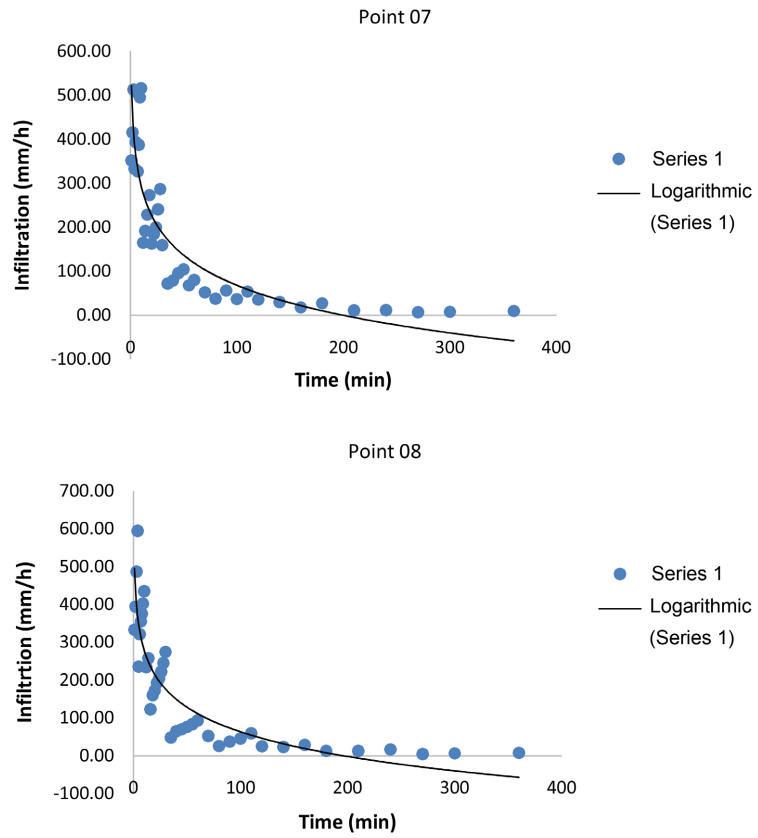 Point 07
600.00
500.00
400.00
300.00
200.00
100.00
0.00
-100.00
0 100 200 300 400
Infiltration (mm/h)
Time (min)
Series 1
Logarithmic
(Series 1)
Point 08
700.00
600.00
500.00
400.00
300.00
200.00
100.00
0.00
-100.00
0 100 200 300 400
Infiltrtion (mm/h)
Time (min)
Series 1
Logarithmic
(Series 1)